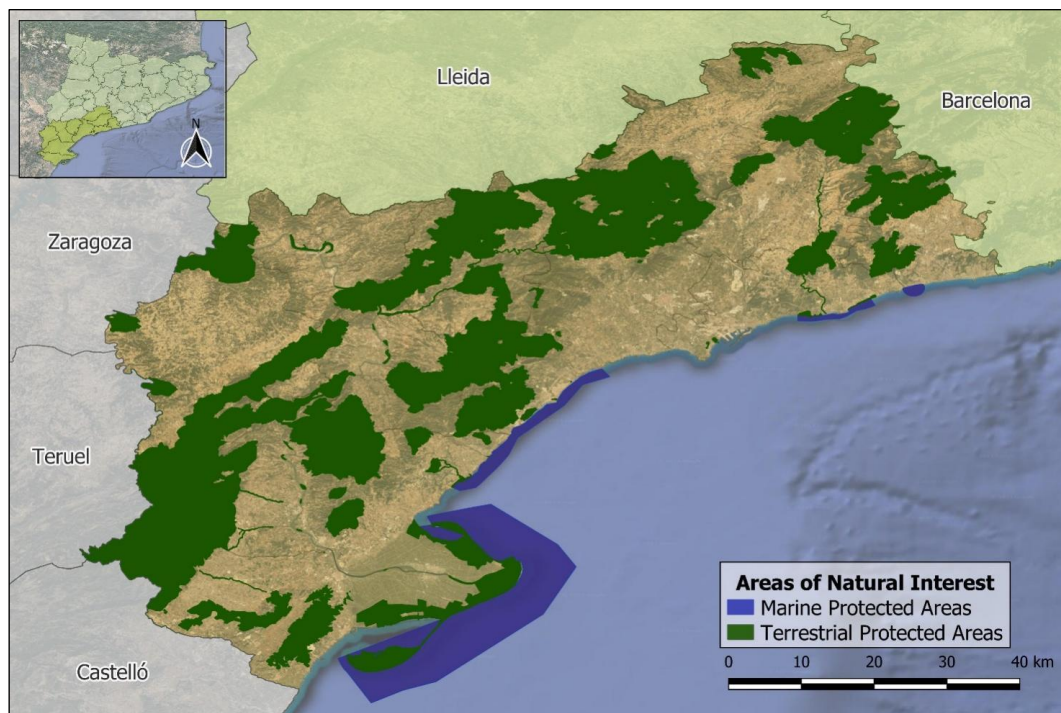 N
Lleida
Barcelona
Zaragoza
Teruel
Castelló
Areas of Natural Interest
Marine Protected Areas
Terrestrial Protected Areas
0 10 20 30 40 km